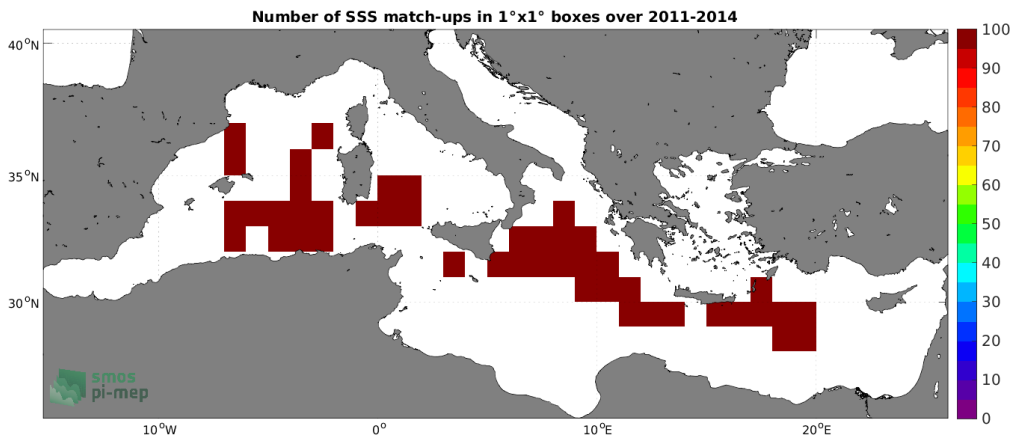 Number of SSS match-ups in 1°x1° boxes over 2011-2014
40°N
35°N
30°N
10°W
0°
10°E
20°E
100
90
80
70
60
50
40
30
20
10
0
smos
pi-mep